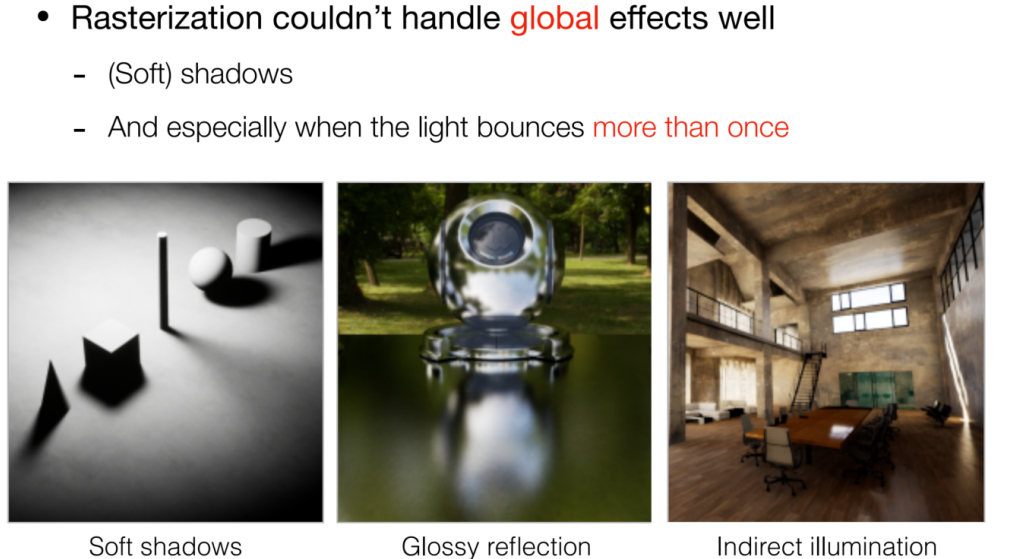 • Rasterization couldn’t handle global effects well
- (Soft) shadows
- And especially when the light bounces more than once
Soft shadows
Glossy reflection
Indirect illumination